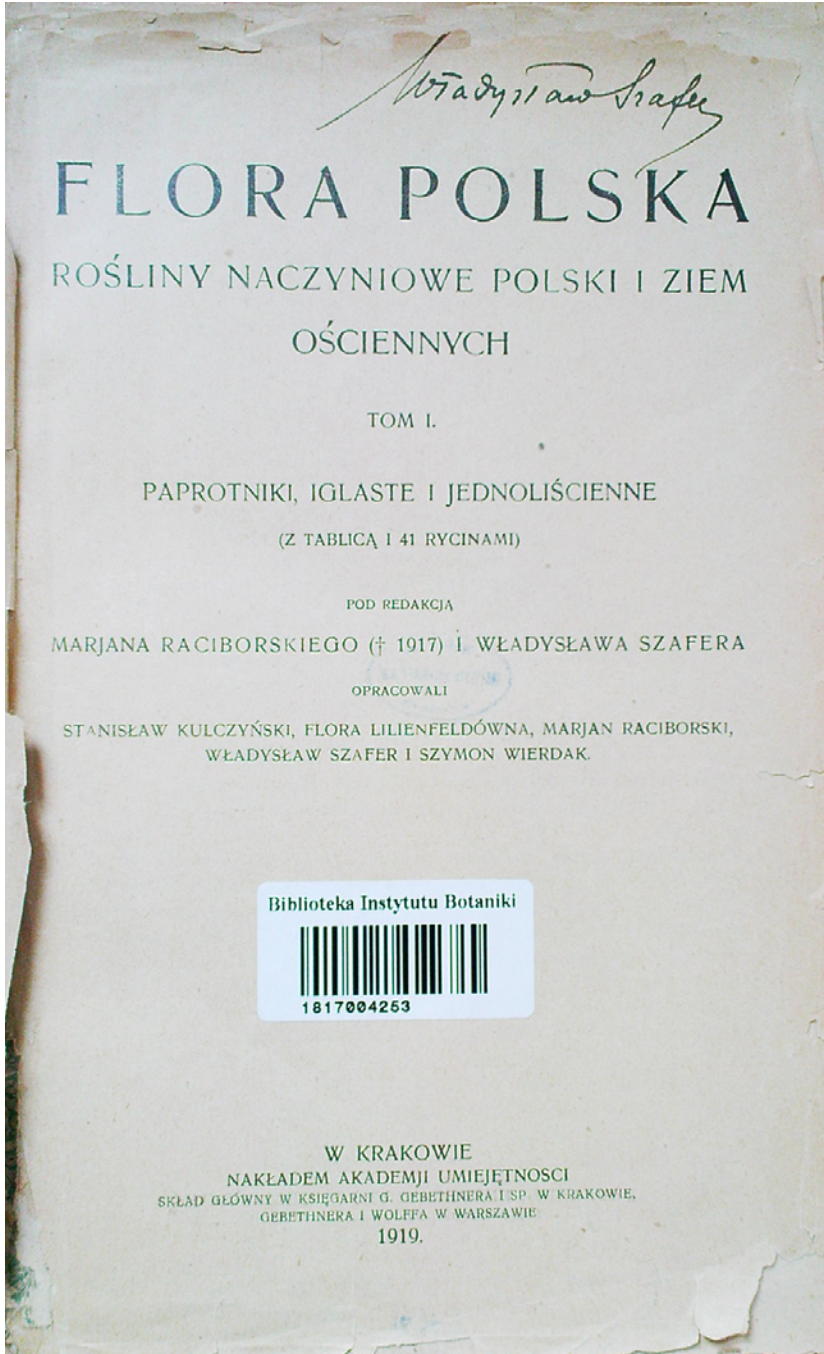 Władysław Szafer
FLORA POLSKA
ROŚLINY NACZYNIOWE POLSKI I ZIEM
OŚCIENNYCH
TOM I.
PAPROTNIKI, IGLASTE I JEDNOLIŚCIENNE
(Z TABLICĄ I 41 RYCINAMI)
POD REDAKCJĄ
MARJANA RACIBORSKIEGO († 1917) I WŁADYSŁAWA SZAFERA
OPRACOWALI
STANISŁAW KULCZYŃSKI, FLORA LILIENFELDÓWNA, MARJAN RACIBORSKI,
WŁADYSŁAW SZAFER I SZYMON WIERDAK.
Biblioteka Instytutu Botaniki
1817004253
W KRAKOWIE
NAKŁADEM AKADEMJI UMIEJĘTNOSCI
SKŁAD GŁÓWNY W KSIĘGARNI G. GEBETHNERA I SP. W KRAKOWIE,
GEBETHNERA I WOLFFA W WARSZAWIE
1919.